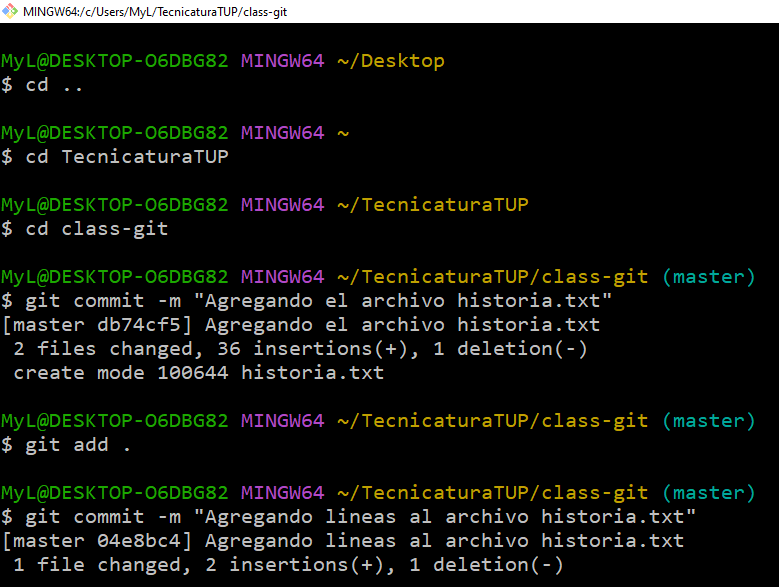 MINGW64:/c/Users/MyL/TecnicaturaTUP/class-git
MyL@DESKTOP-O6DBG82 MINGW64 ~/Desktop
$ cd ..
MyL@DESKTOP-O6DBG82 MINGW64 ~
$ cd TecnicaturaTUP
MyL@DESKTOP-O6DBG82 MINGW64 ~/TecnicaturaTUP
$ cd class-git
MyL@DESKTOP-O6DBG82 MINGW64 ~/TecnicaturaTUP/class-git (master)
$ git commit -m "Agregando el archivo historia.txt"
[master db74cf5] Agregando el archivo historia.txt
 2 files changed, 36 insertions(+), 1 deletion(-)
 create mode 100644 historia.txt
MyL@DESKTOP-O6DBG82 MINGW64 ~/TecnicaturaTUP/class-git (master)
$ git add .
MyL@DESKTOP-O6DBG82 MINGW64 ~/TecnicaturaTUP/class-git (master)
$ git commit -m "Agregando lineas al archivo historia.txt"
[master 04e8bc4] Agregando lineas al archivo historia.txt
 1 file changed, 2 insertions(+), 1 deletion(-)